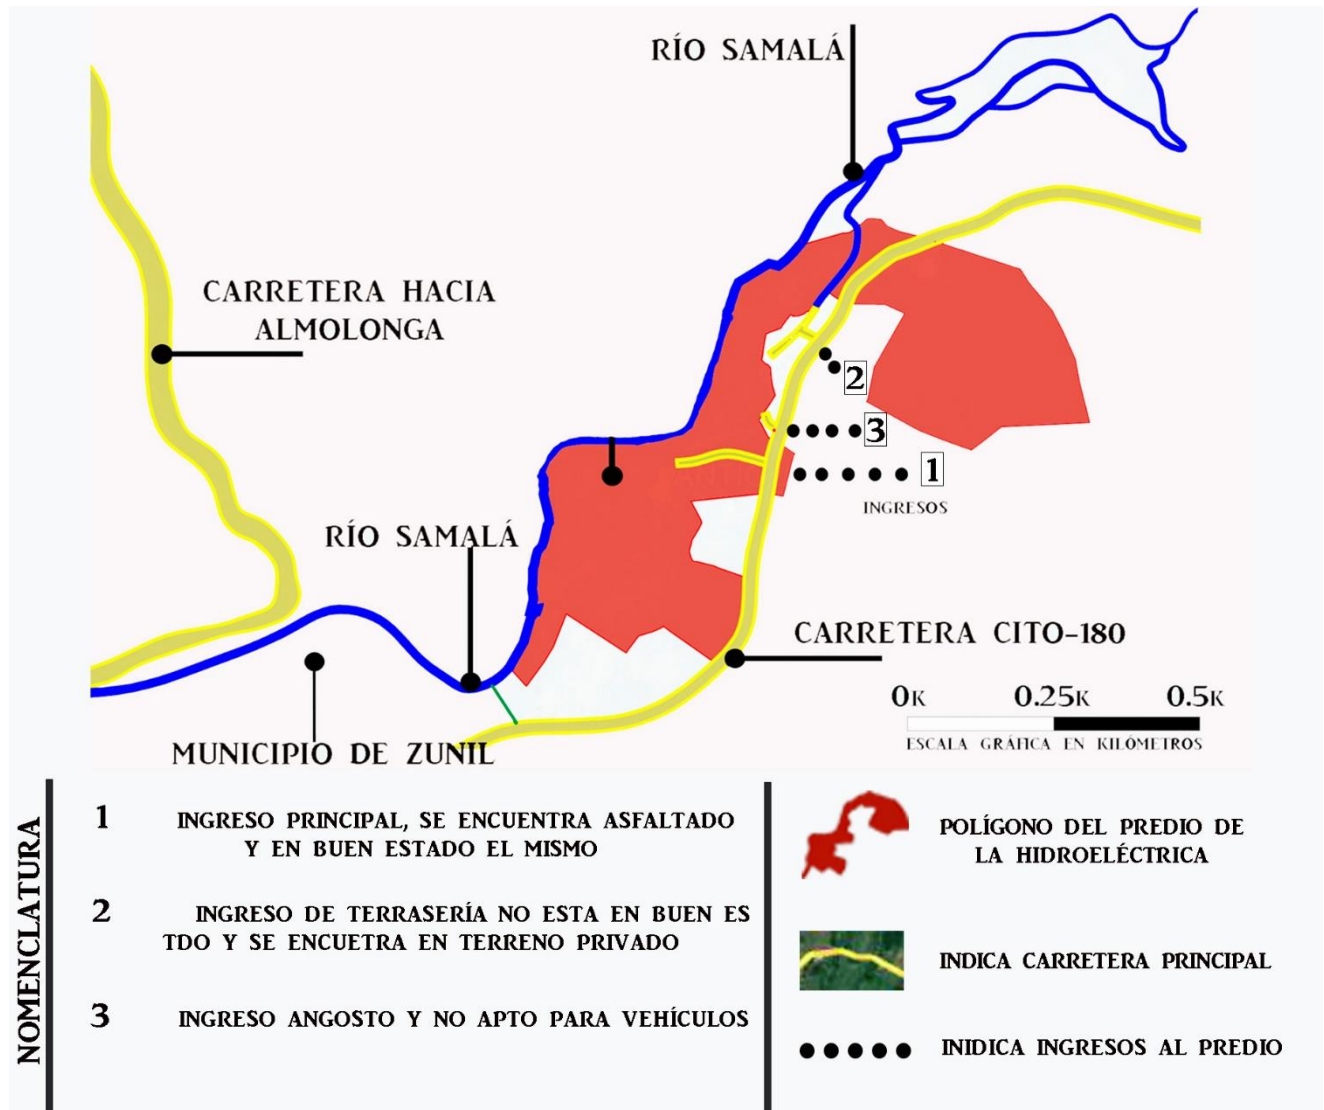 RÍO SAMALÁ
CARRETERA HACIA
ALMOLONGA
2
3
1
INGRESOS
RÍO SAMALÁ
CARRETERA CITO-180
0K 0.25K 0.5K
ESCALA GRÁFICA EN KILÓMETROS
MUNICIPIO DE ZUNIL
NOMENCLATURA
1 INGRESO PRINCIPAL, SE ENCUENTRA ASFALTADO
Y EN BUEN ESTADO EL MISMO
2 INGRESO DE TERRASERÍA NO ESTA EN BUEN ES
TDO Y SE ENCUETRA EN TERRENO PRIVADO
3 INGRESO ANGOSTO Y NO APTO PARA VEHÍCULOS
POLÍGONO DEL PREDIO DE
LA HIDROELÉCTRICA
INDICA CARRETERA PRINCIPAL
INIDICA INGRESOS AL PREDIO